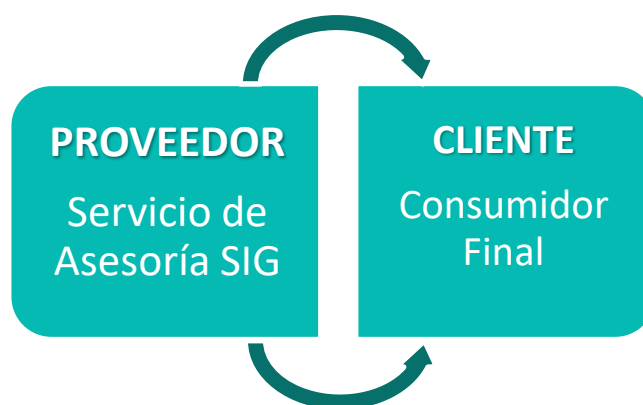 PROVEEDOR
Servicio de
Asesoría SIG
CLIENTE
Consumidor
Final